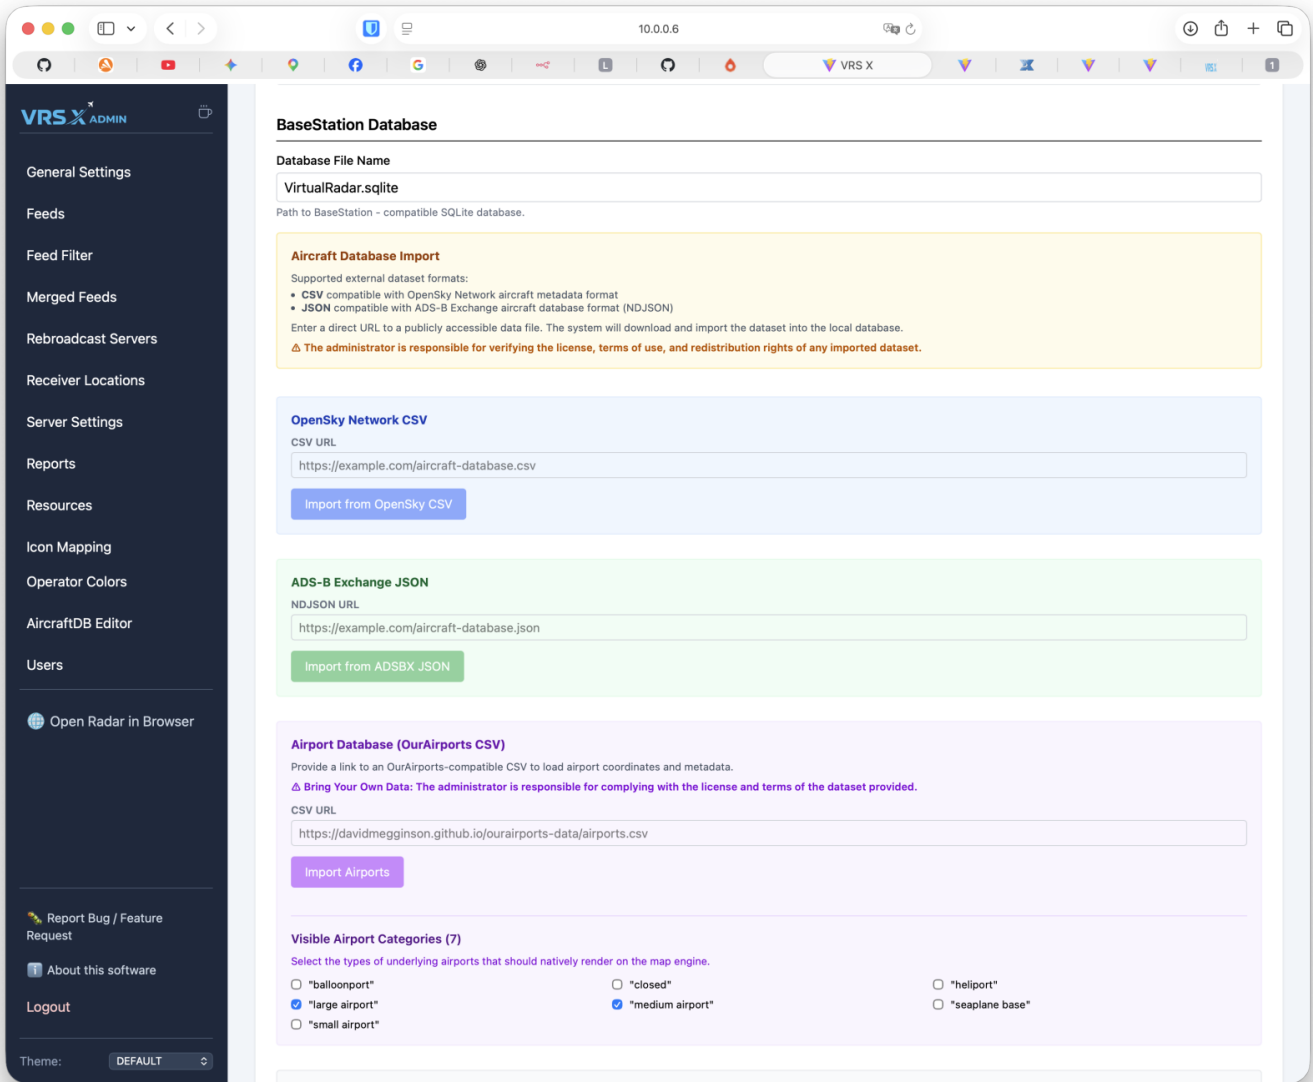 10.0.0.6
L
VRS X
VRS
1
VRS X ADMIN
General Settings
Feeds
Feed Filter
Merged Feeds
Rebroadcast Servers
Receiver Locations
Server Settings
Reports
Resources
Icon Mapping
Operator Colors
AircraftDB Editor
Users
Open Radar in Browser
Report Bug / Feature
Request
About this software
Logout
Theme:
DEFAULT
BaseStation Database
Database File Name
VirtualRadar.sqlite
Path to BaseStation - compatible SQLite database.
Aircraft Database Import
Supported external dataset formats:
• CSV compatible with OpenSky Network aircraft metadata format
• JSON compatible with ADS-B Exchange aircraft database format (NDJSON)
Enter a direct URL to a publicly accessible data file. The system will download and import the dataset into the local database.
⚠ The administrator is responsible for verifying the license, terms of use, and redistribution rights of any imported dataset.
OpenSky Network CSV
CSV URL
https://example.com/aircraft-database.csv
Import from OpenSky CSV
ADS-B Exchange JSON
NDJSON URL
https://example.com/aircraft-database.json
Import from ADSBX JSON
Airport Database (OurAirports CSV)
Provide a link to an OurAirports-compatible CSV to load airport coordinates and metadata.
⚠ Bring Your Own Data: The administrator is responsible for complying with the license and terms of the dataset provided.
CSV URL
https://davidmegginson.github.io/ourairports-data/airports.csv
Import Airports
Visible Airport Categories (7)
Select the types of underlying airports that should natively render on the map engine.
"balloonport"
"closed"
"heliport"
"large airport"
"medium airport"
"seaplane base"
"small airport"